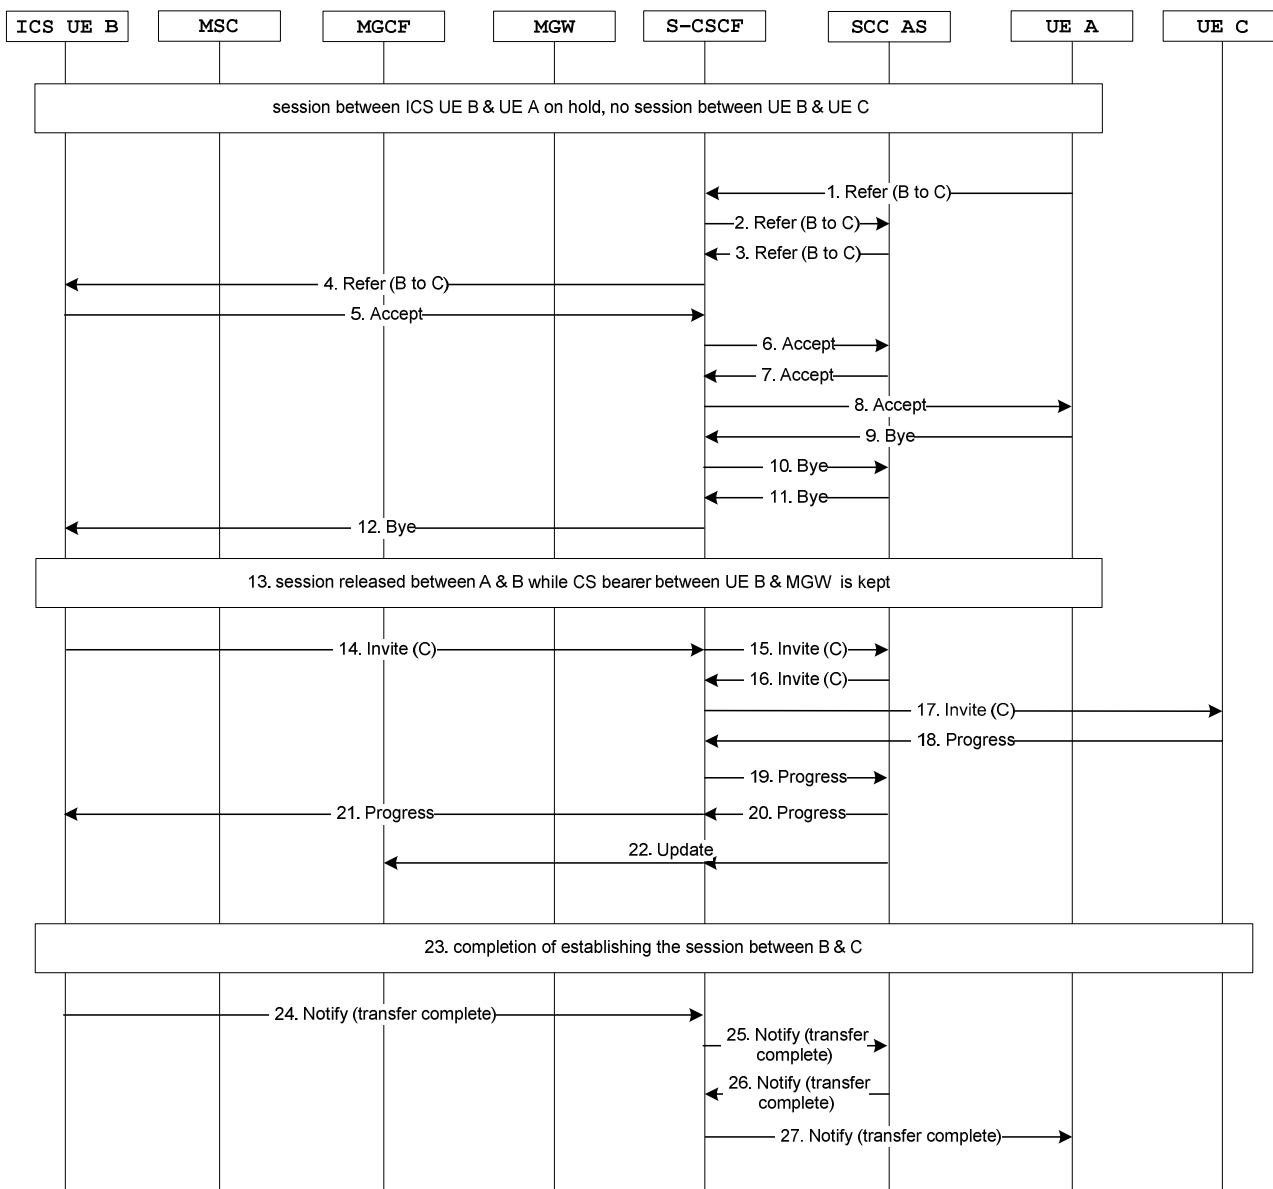 ICS UE B MSC MGCF MGW S-CSCF SCC AS UE A UE C
session between ICS UE B & UE A on hold, no session between UE B & UE C
1. Refer (B to C)
2. Refer (B to C)
3. Refer (B to C)
4. Refer (B to C)
5. Accept
6. Accept
7. Accept
8. Accept
9. Bye
10. Bye
11. Bye
12. Bye
13. session released between A & B while CS bearer between UE B & MGW is kept
14. Invite (C) 15. Invite (C)
16. Invite (C)
17. Invite (C)
18. Progress
19. Progress
21. Progress 20. Progress
22. Update
23. completion of establishing the session between B & C
24. Notify (transfer complete)
25. Notify (transfer
complete)
26. Notify (transfer
complete)
27. Notify (transfer complete)